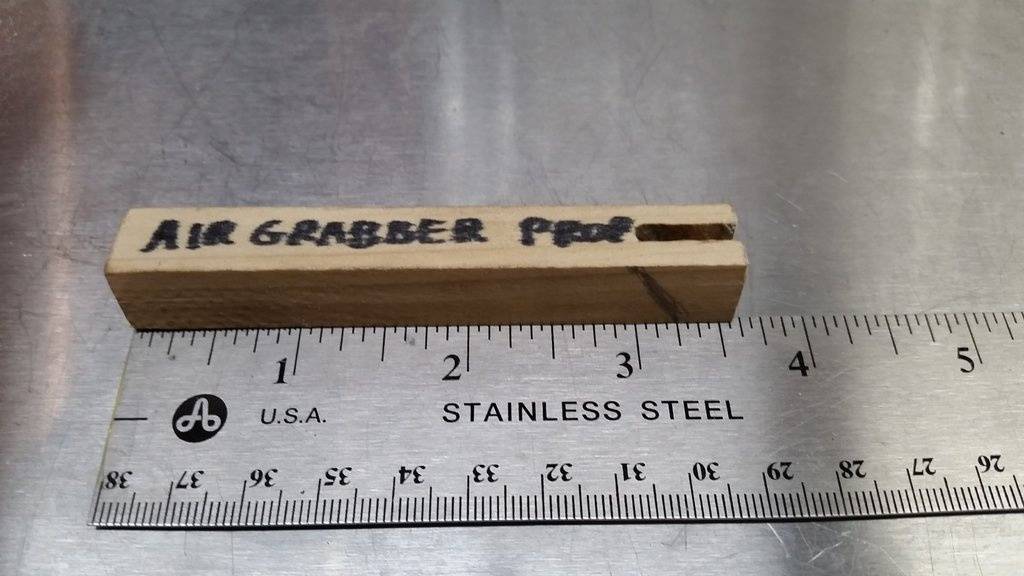 AIR GRABBER PROP
1 2 3 4 5
U.S.A. STAINLESS STEEL
38 37 36 35 34 33 32 31 30 29 28 27 26